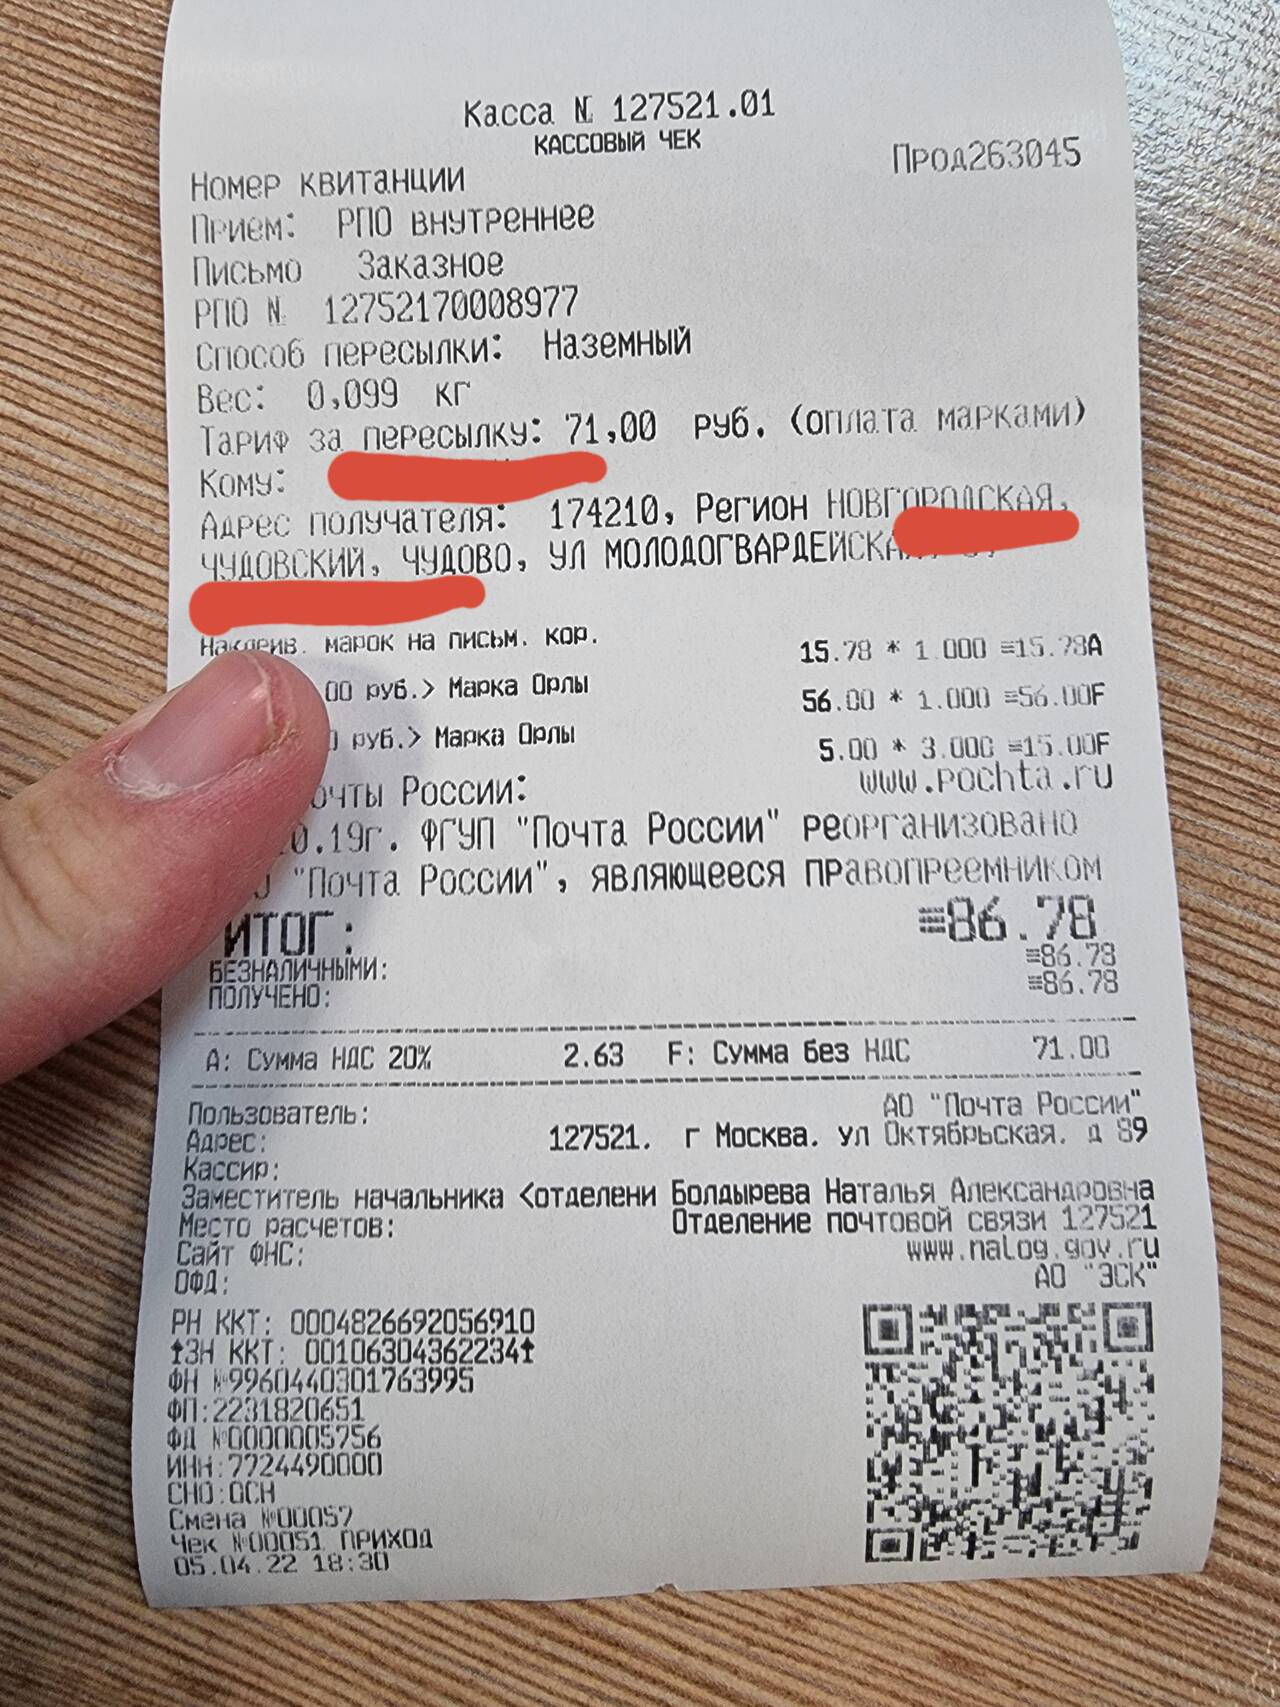 Касса № 127521.01
КАССОВЫЙ ЧЕК
Номер квитанции Прод263045
Прием: РПО внутреннее
Письмо Заказное
РПО № 12752170008977
Способ пересылки: Наземный
Вес: 0,099 кг
Тариф за пересылку: 71,00 руб. (оплата марками)
Кому:
Адрес получателя: 174210, Регион НОВГОРОДСКАЯ,
ЧУДОВСКИЙ, ЧУДОВО, УЛ МОЛОДОГВАРДЕЙСКАЯ
Наклеив. марок на письм. кор. 15.78 * 1.000 ≡15.78А
00 руб.> Марка Орлы 56.00 * 1.000 ≡56.00F
руб.> Марка Орлы 5.00 * 3.000 ≡15.00F
очты России: www.pochta.ru
0.19г. ФГУП "Почта России" реорганизовано
"Почта России", являющееся правопреемником
ИТОГ: ≡86.78
БЕЗНАЛИЧНЫМИ: ≡86.78
ПОЛУЧЕНО: ≡86.78
А: Сумма НДС 20% 2.63 F: Сумма без НДС 71.00
Пользователь: АО "Почта России"
Адрес: 127521. г Москва. ул Октябрьская. д 89
Кассир:
Заместитель начальника <отделени Болдырева Наталья Александровна
Место расчетов: Отделение почтовой связи 127521
Сайт ФНС: www.nalog.gov.ru
ОФД: АО "ЭСК"
РН ККТ: 0004826692056910
↑ЗН ККТ: 00106304362234↑
ФН №9960440301763995
ФП:2231820651
ФД №0000005756
ИНН:7724490000
СНО:ОСН
Смена №00057
Чек №00051 ПРИХОД
05.04.22 18:30